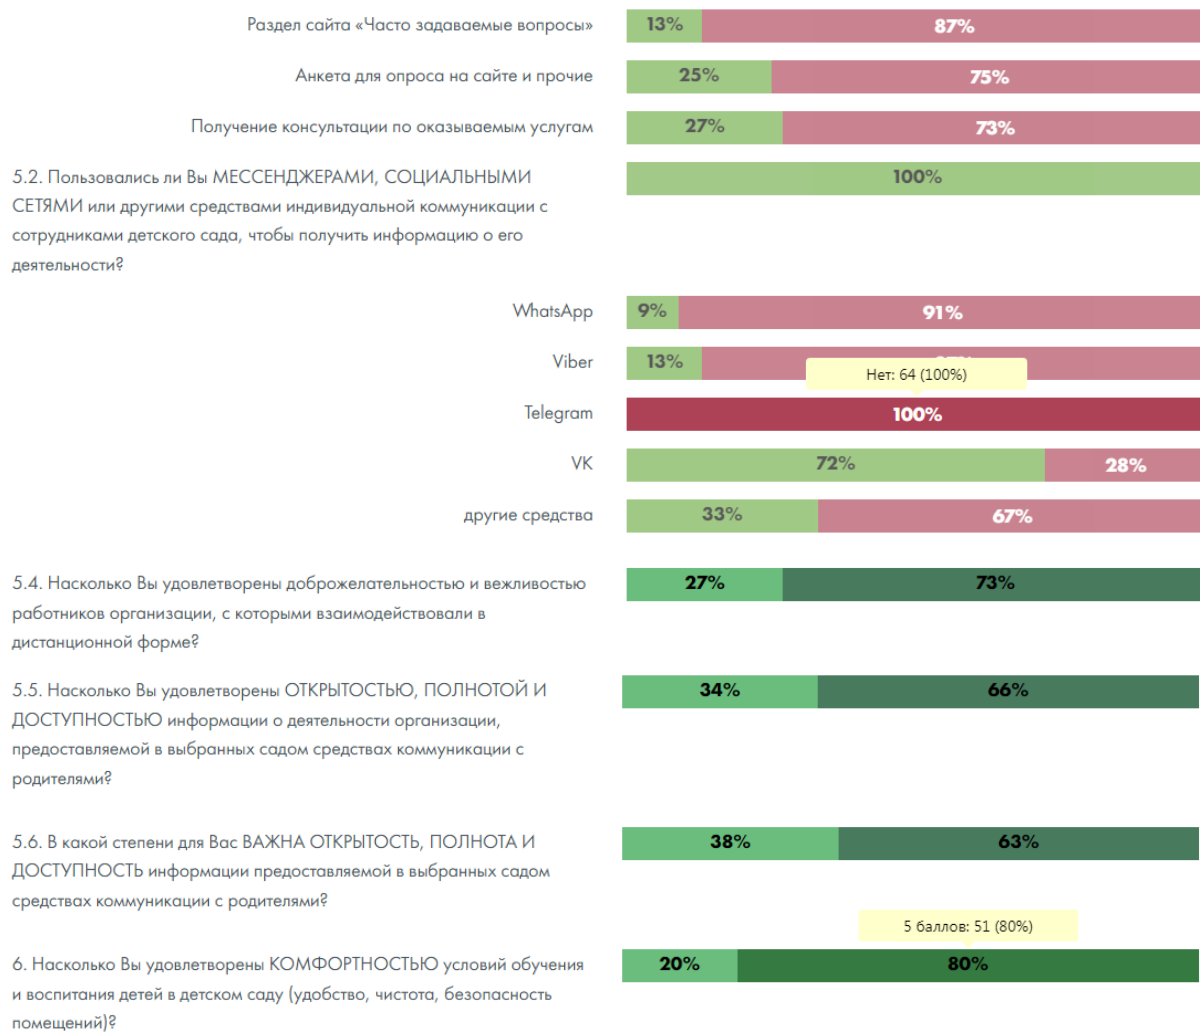 Раздел сайта «Часто задаваемые вопросы»
13%
87%
Анкета для опроса на сайте и прочие
25%
75%
Получение консультации по оказываемым услугам
27%
73%
5.2. Пользовались ли Вы МЕССЕНДЖЕРАМИ, СОЦИАЛЬНЫМИ
СЕТЯМИ или другими средствами индивидуальной коммуникации с
сотрудниками детского сада, чтобы получить информацию о его
деятельности?
100%
WhatsApp
9%
91%
Viber
13%
Нет: 64 (100%)
Telegram
100%
VK
72%
28%
другие средства
33%
67%
5.4. Насколько Вы удовлетворены доброжелательностью и вежливостью
работников организации, с которыми взаимодействовали в
дистанционной форме?
27%
73%
5.5. Насколько Вы удовлетворены ОТКРЫТОСТЬЮ, ПОЛНОТОЙ И
ДОСТУПНОСТЬЮ информации о деятельности организации,
предоставляемой в выбранных садом средствах коммуникации с
родителями?
34%
66%
5.6. В какой степени для Вас ВАЖНА ОТКРЫТОСТЬ, ПОЛНОТА И
ДОСТУПНОСТЬ информации предоставляемой в выбранных садом
средствах коммуникации с родителями?
38%
63%
5 баллов: 51 (80%)
6. Насколько Вы удовлетворены КОМФОРТНОСТЬЮ условий обучения
и воспитания детей в детском саду (удобство, чистота, безопасность
помещений)?
20%
80%